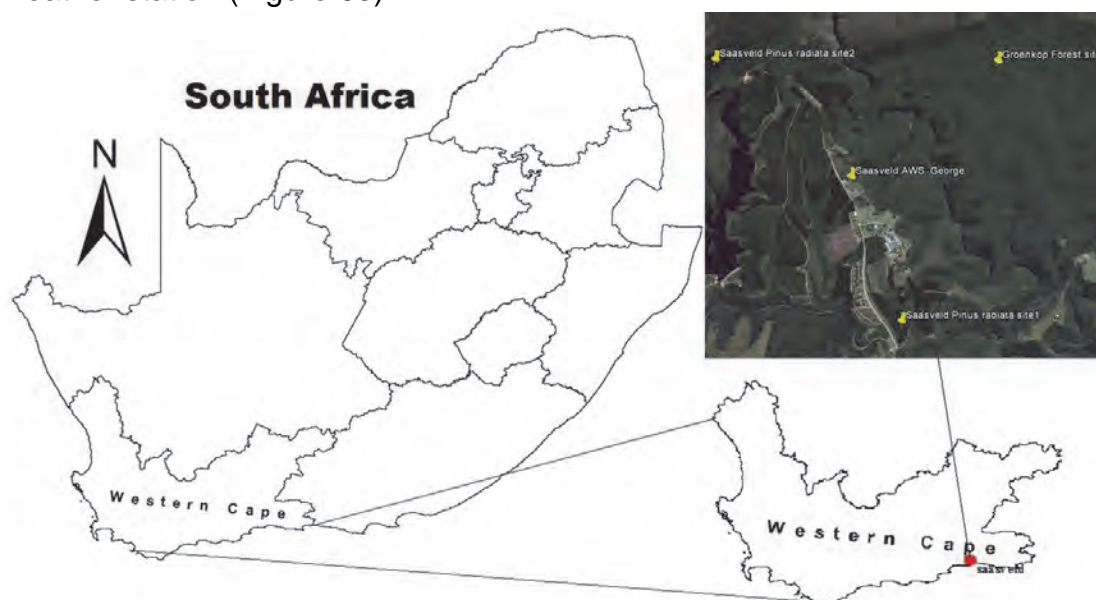 South Africa
N
Saasveld Pinus radiata site2
Groenkop Forest site
Saasveld AWS George
Saasveld Pinus radiata site1
Western Cape
Western Cape
saasveld